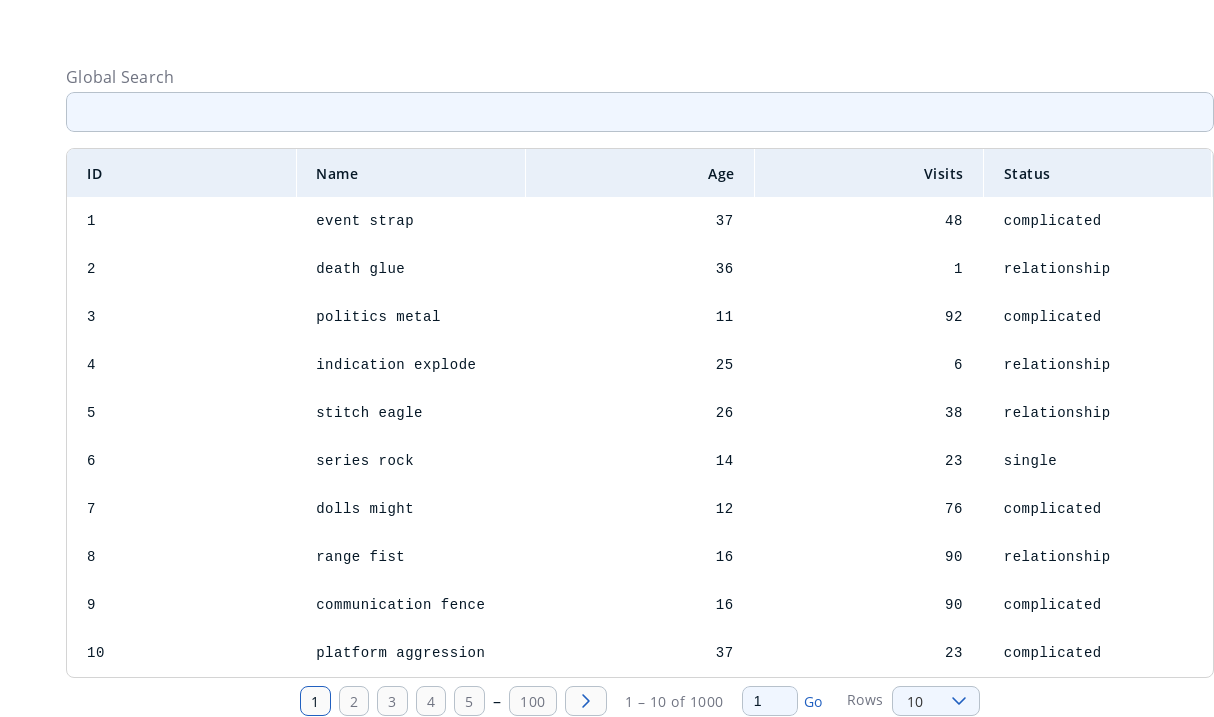 Global Search
ID Name Age Visits Status
1 event strap 37 48 complicated
2 death glue 36 1 relationship
3 politics metal 11 92 complicated
4 indication explode 25 6 relationship
5 stitch eagle 26 38 relationship
6 series rock 14 23 single
7 dolls might 12 76 complicated
8 range fist 16 90 relationship
9 communication fence 16 90 complicated
10 platform aggression 37 23 complicated
1 2 3 4 5 – 100 1 – 10 of 1000 1 Go Rows 10